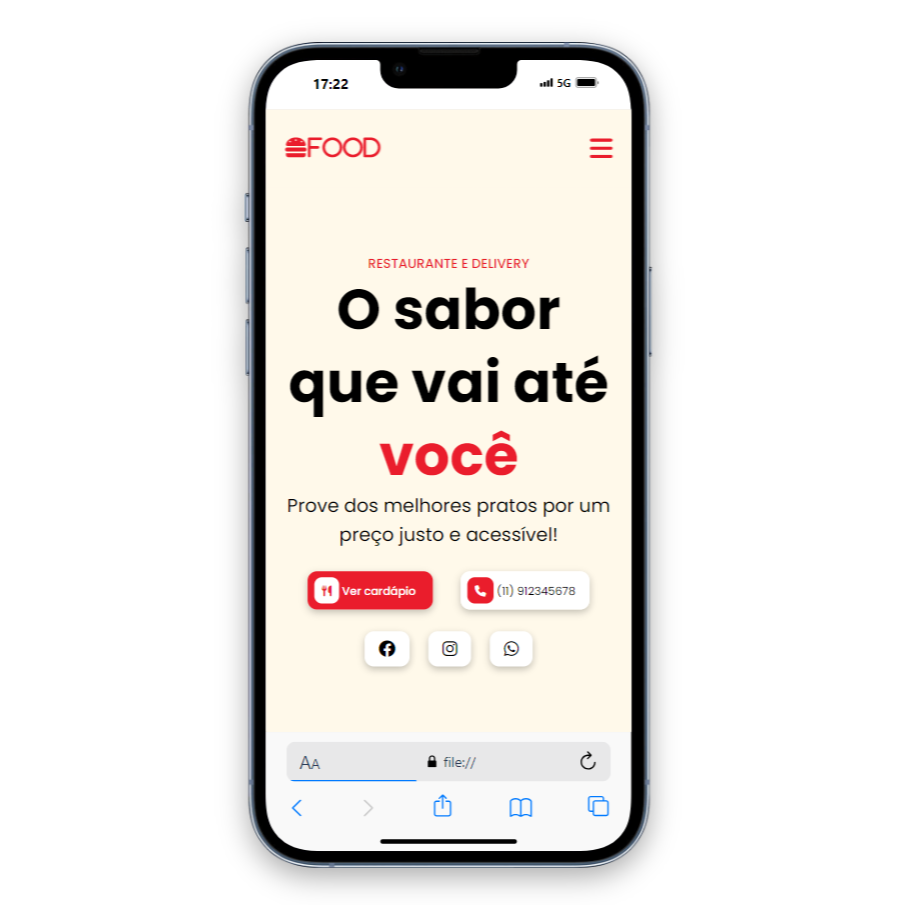 17:22
5G
FOOD
RESTAURANTE E DELIVERY
O sabor
que vai até
você
Prove dos melhores pratos por um
preço justo e acessível!
Ver cardápio
(11) 912345678
AA
file://